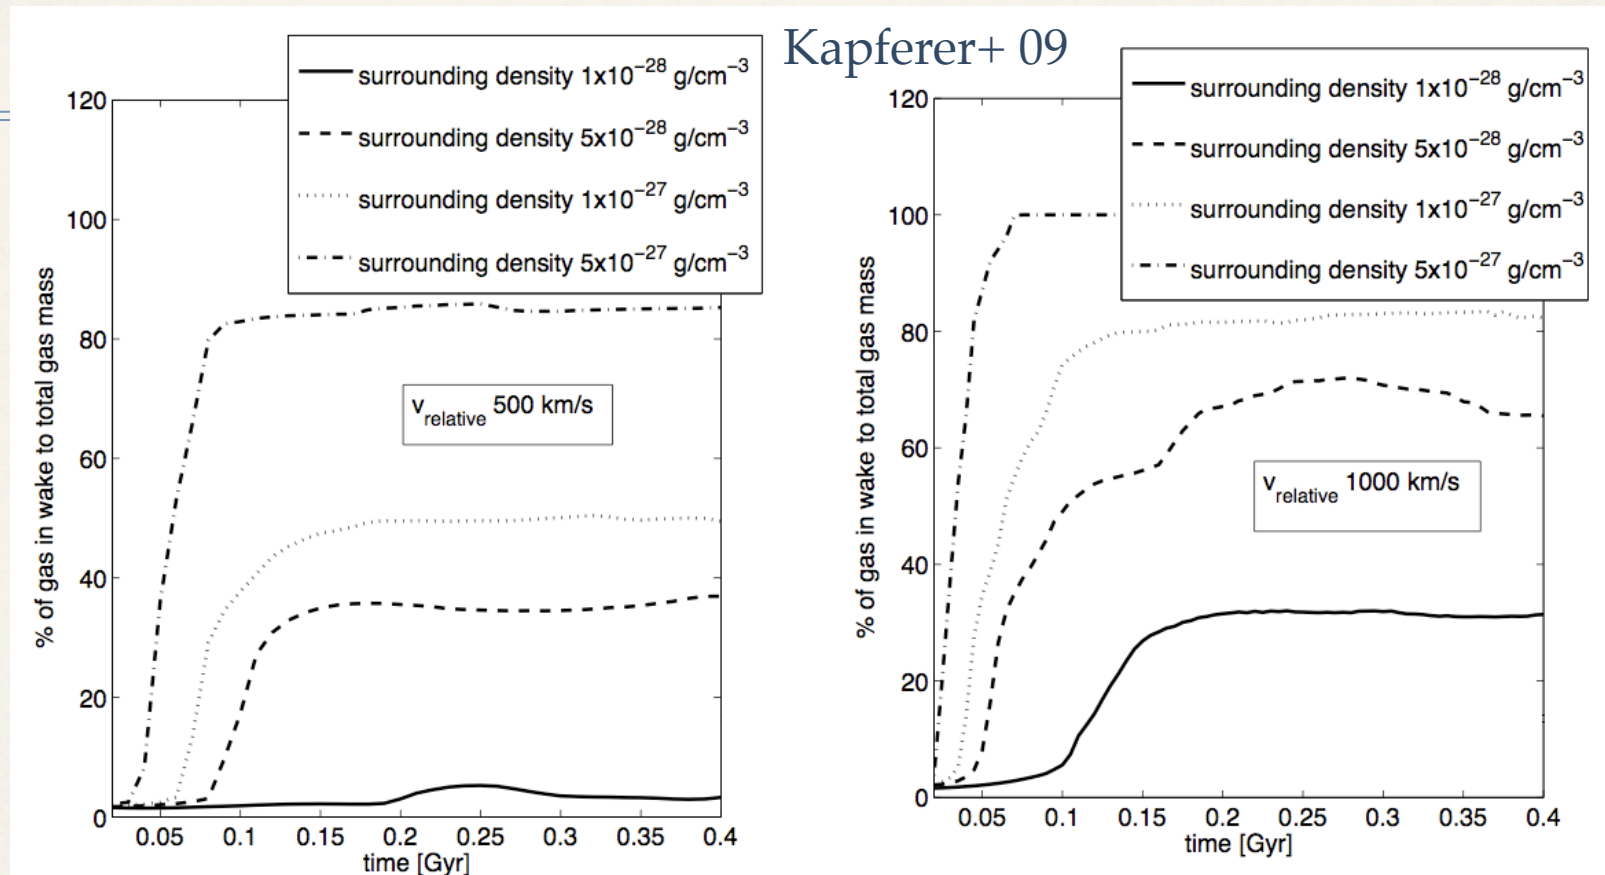 Kapferer+ 09
surrounding density 1x10⁻²⁸ g/cm⁻³
surrounding density 5x10⁻²⁸ g/cm⁻³
surrounding density 1x10⁻²⁷ g/cm⁻³
surrounding density 5x10⁻²⁷ g/cm⁻³
% of gas in wake to total gas mass
120
100
80
60
40
20
0
v_relative 500 km/s
0.05 0.1 0.15 0.2 0.25 0.3 0.35 0.4
time [Gyr]
surrounding density 1x10⁻²⁸ g/cm⁻³
surrounding density 5x10⁻²⁸ g/cm⁻³
surrounding density 1x10⁻²⁷ g/cm⁻³
surrounding density 5x10⁻²⁷ g/cm⁻³
% of gas in wake to total gas mass
120
100
80
60
40
20
0
v_relative 1000 km/s
0.05 0.1 0.15 0.2 0.25 0.3 0.35 0.4
time [Gyr]